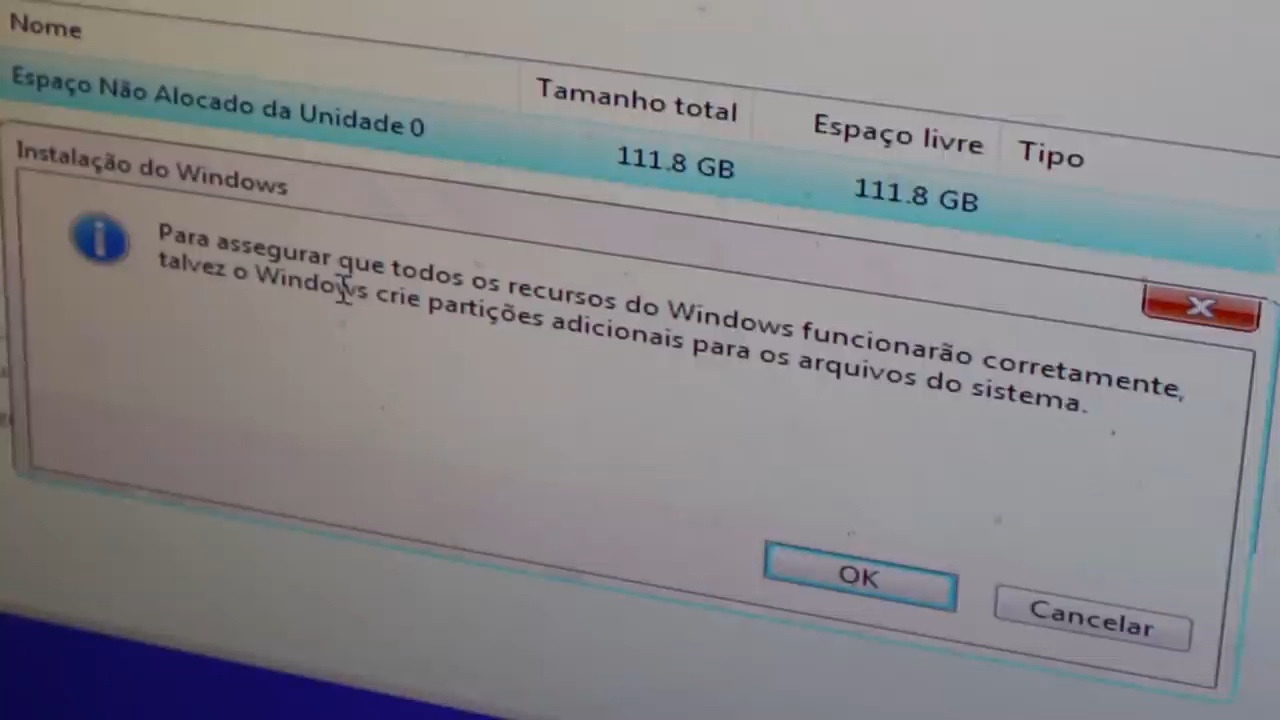 Nome
Tamanho total
Espaço livre
Tipo
Espaço Não Alocado da Unidade 0
111.8 GB
111.8 GB
Instalação do Windows
Para assegurar que todos os recursos do Windows funcionarão corretamente,
talvez o Windows crie partições adicionais para os arquivos do sistema.
OK
Cancelar